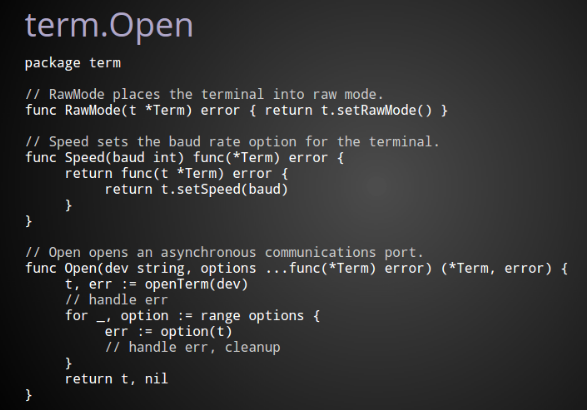 term.Open
package term
// RawMode places the terminal into raw mode.
func RawMode(t *Term) error { return t.setRawMode() }
// Speed sets the baud rate option for the terminal.
func Speed(baud int) func(*Term) error {
    return func(t *Term) error {
        return t.setSpeed(baud)
    }
}
// Open opens an asynchronous communications port.
func Open(dev string, options ...func(*Term) error) (*Term, error) {
    t, err := openTerm(dev)
    // handle err
    for _, option := range options {
        err := option(t)
        // handle err, cleanup
    }
    return t, nil
}